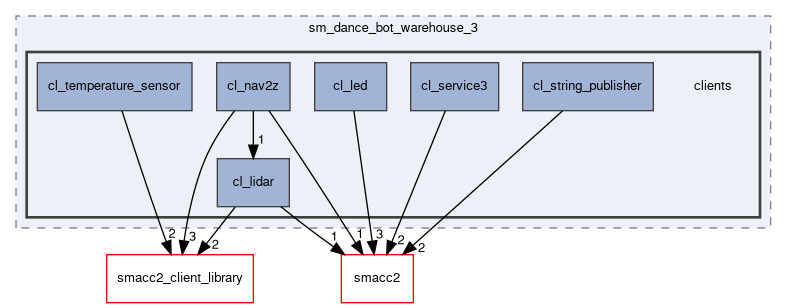 sm_dance_bot_warehouse_3
cl_temperature_sensor
cl_nav2z
cl_led
cl_service3
cl_string_publisher
clients
1
cl_lidar
2
3
2
1
1
3
2
2
smacc2_client_library
smacc2